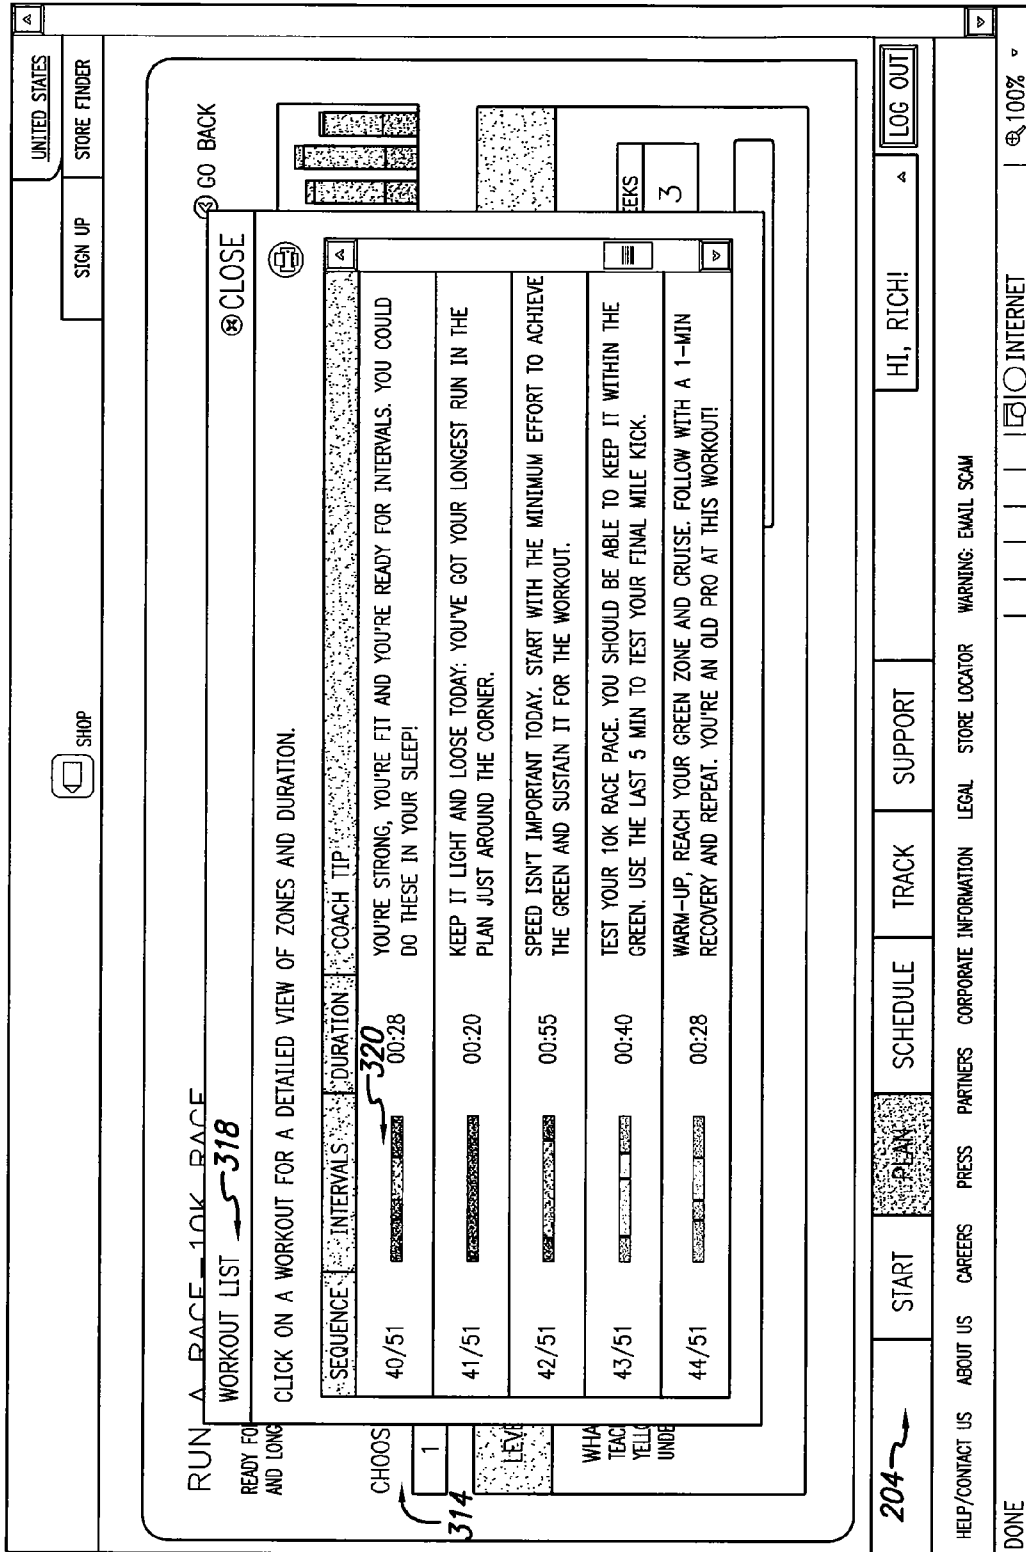 UNITED STATES
SHOP
SIGN UP STORE FINDER
RUN A RACE-10K RACE
GO BACK
READY FO
AND LONG
WORKOUT LIST 318
CLOSE
CLICK ON A WORKOUT FOR A DETAILED VIEW OF ZONES AND DURATION.
SEQUENCE INTERVALS DURATION COACH TIP
320
40/51 00:28 YOU'RE STRONG, YOU'RE FIT AND YOU'RE READY FOR INTERVALS. YOU COULD
DO THESE IN YOUR SLEEP!
41/51 00:20 KEEP IT LIGHT AND LOOSE TODAY: YOU'VE GOT YOUR LONGEST RUN IN THE
PLAN JUST AROUND THE CORNER.
42/51 00:55 SPEED ISN'T IMPORTANT TODAY. START WITH THE MINIMUM EFFORT TO ACHIEVE
THE GREEN AND SUSTAIN IT FOR THE WORKOUT.
43/51 00:40 TEST YOUR 10K RACE PACE. YOU SHOULD BE ABLE TO KEEP IT WITHIN THE
GREEN. USE THE LAST 5 MIN TO TEST YOUR FINAL MILE KICK.
44/51 00:28 WARM-UP, REACH YOUR GREEN ZONE AND CRUISE. FOLLOW WITH A 1-MIN
RECOVERY AND REPEAT. YOU'RE AN OLD PRO AT THIS WORKOUT!
CHOOS
1
314
LEVE
EEKS
3
WHA
TEAC
YELL
UNDE
204 START PLAN SCHEDULE TRACK SUPPORT HI, RICH! LOG OUT
HELP/CONTACT US ABOUT US CAREERS PRESS PARTNERS CORPORATE INFORMATION LEGAL STORE LOCATOR WARNING: EMAIL SCAM
DONE INTERNET 100%